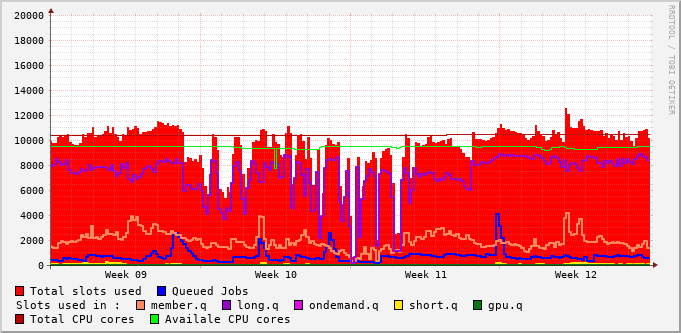 20000
18000
16000
14000
12000
10000
8000
6000
4000
2000
0
Week 09 Week 10 Week 11 Week 12
Total slots used Queued Jobs
Slots used in : member.q long.q ondemand.q short.q gpu.q
Total CPU cores Availale CPU cores
RRDTOOL / TOBI OETIKER